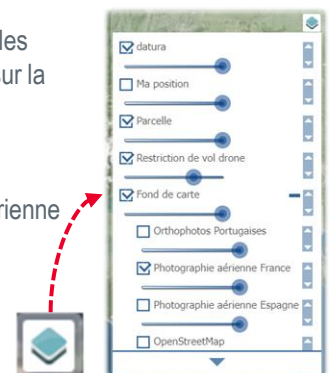 les
sur la
rienne
datura
Ma position
Parcelle
Restriction de vol drone
Fond de carte
Orthophotos Portugaises
Photographie aérienne France
Photographie aérienne Espagne
OpenStreetMap